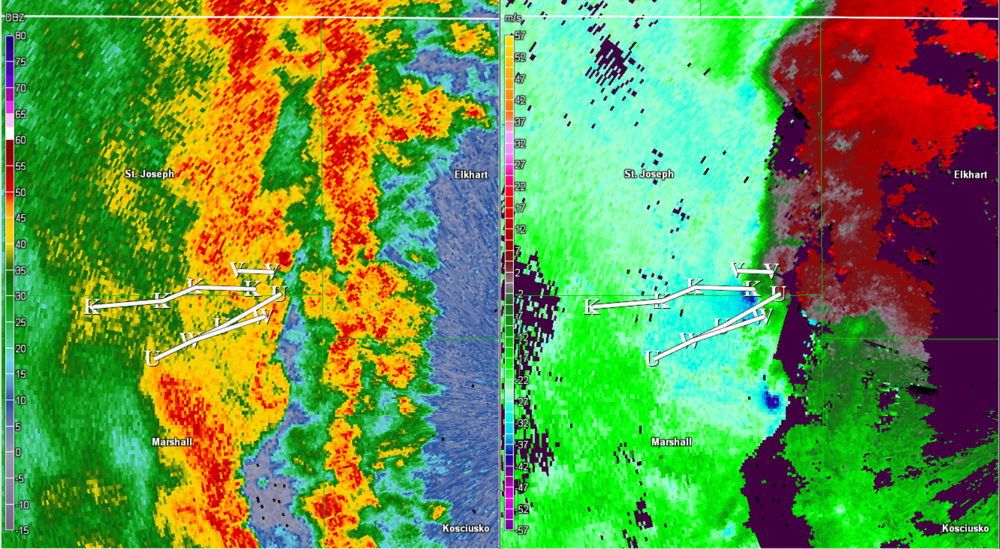 DBZ
80
75
70
65
60
55
50
45
40
35
30
25
20
15
10
5
0
-5
-10
-15
St. Joseph
Elkhart
V V
K K K K
U U U
W W
Marshall
Kosciusko
m/s
57
52
47
42
37
32
27
22
17
12
7
2
-2
-7
-12
-17
-22
-27
-32
-37
-42
-47
-52
-57
St. Joseph
Elkhart
V V
K K K K
U U U
W W
Marshall
Kosciusko